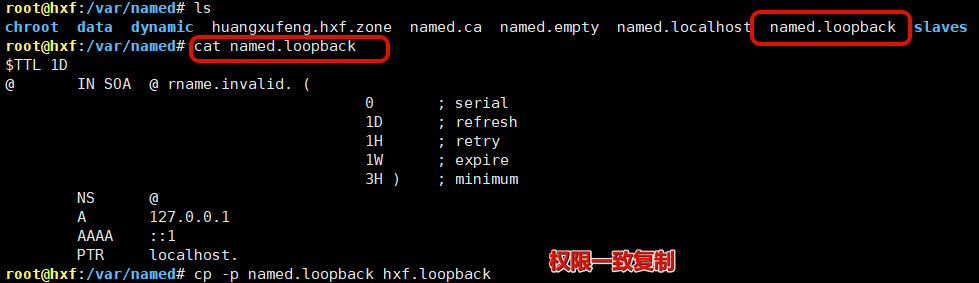 root@hxf:/var/named# ls
chroot data dynamic huangxufeng.hxf.zone named.ca named.empty named.localhost named.loopback slaves
root@hxf:/var/named# cat named.loopback
$TTL 1D
@ IN SOA @ rname.invalid. (
0 ; serial
1D ; refresh
1H ; retry
1W ; expire
3H ) ; minimum
NS @
A 127.0.0.1
AAAA ::1
PTR localhost.
root@hxf:/var/named# cp -p named.loopback hxf.loopback
权限一致复制